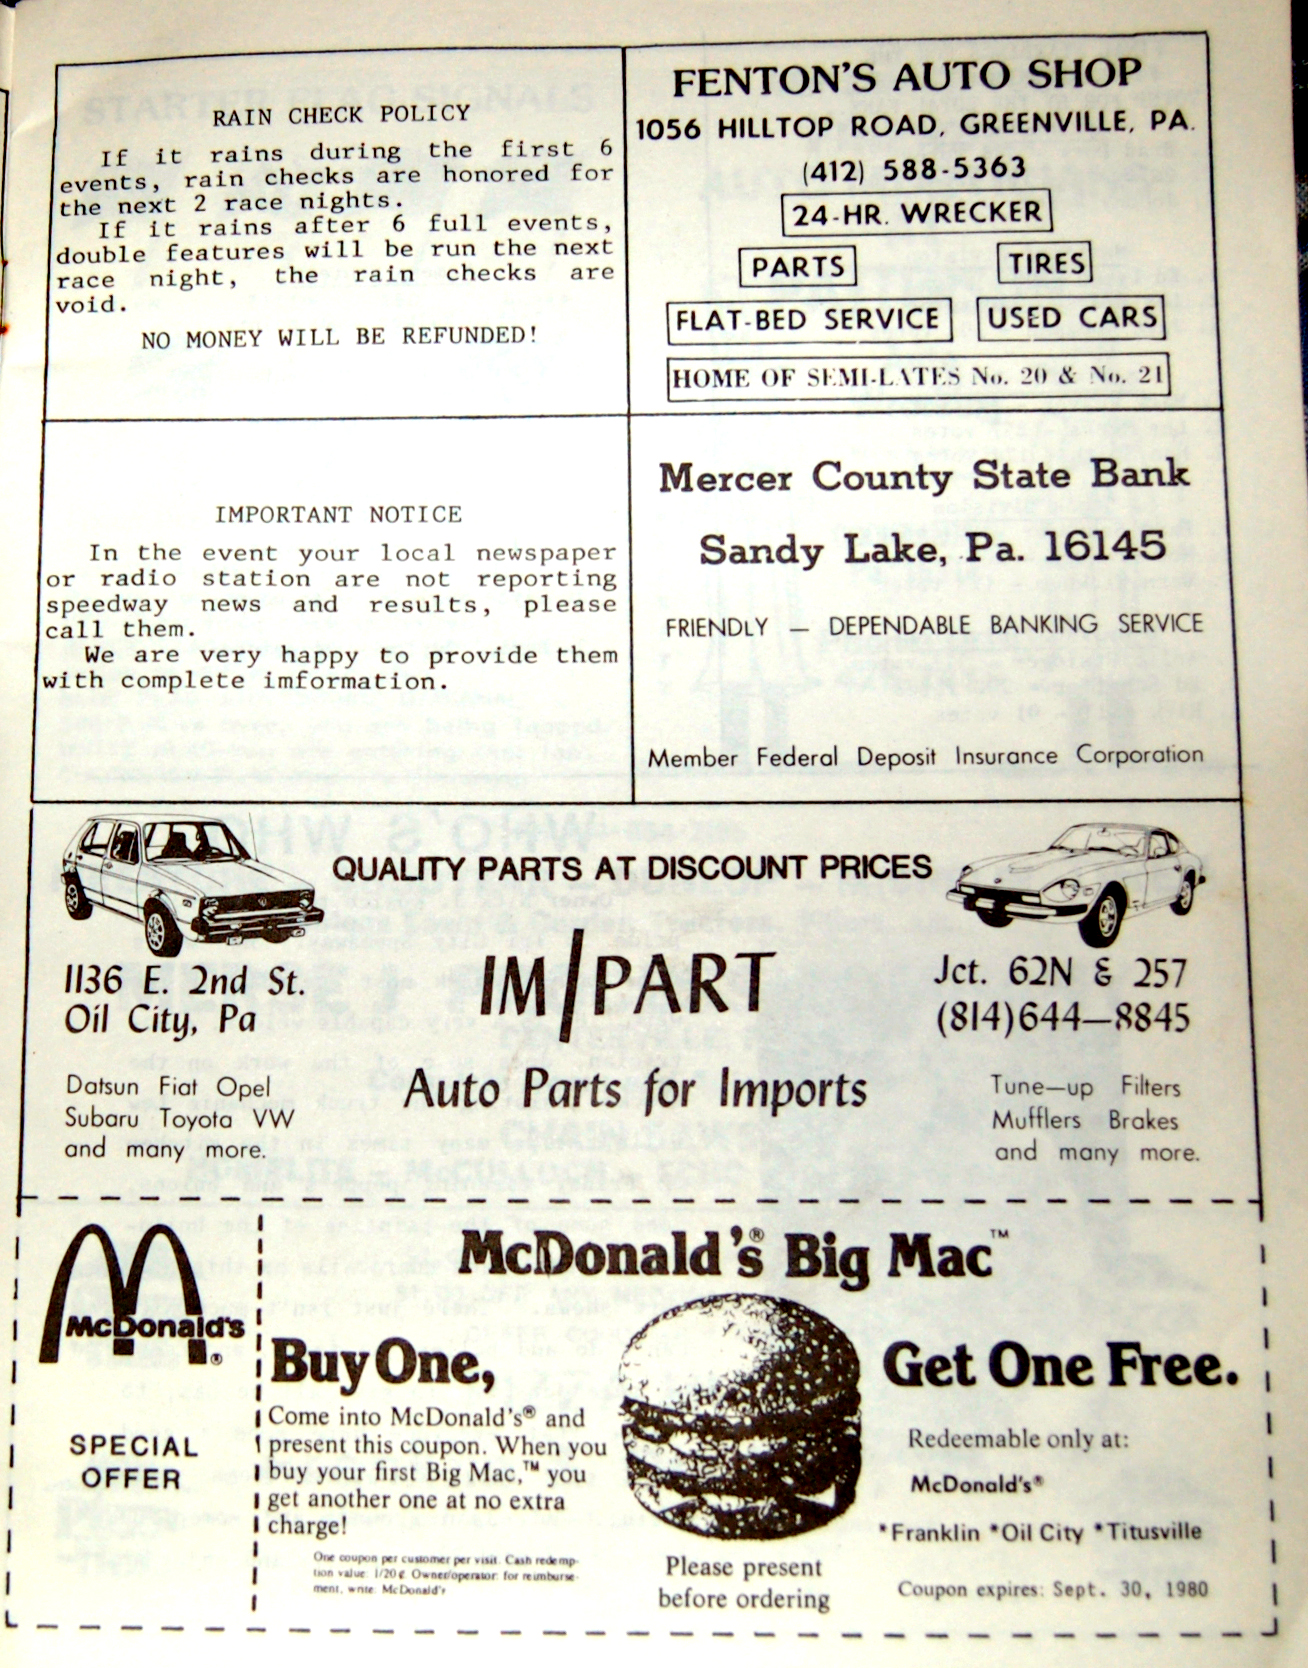 RAIN CHECK POLICY
If it rains during the first 6
events, rain checks are honored for
the next 2 race nights.
If it rains after 6 full events,
double features will be run the next
race night, the rain checks are
void.
NO MONEY WILL BE REFUNDED!
FENTON'S AUTO SHOP
1056 HILLTOP ROAD, GREENVILLE, PA.
(412) 588-5363
24-HR. WRECKER
PARTS TIRES
FLAT-BED SERVICE USED CARS
HOME OF SEMI-LATES No. 20 & No. 21
IMPORTANT NOTICE
In the event your local newspaper
or radio station are not reporting
speedway news and results, please
call them.
We are very happy to provide them
with complete imformation.
Mercer County State Bank
Sandy Lake, Pa. 16145
FRIENDLY — DEPENDABLE BANKING SERVICE
Member Federal Deposit Insurance Corporation
QUALITY PARTS AT DISCOUNT PRICES
IM/PART
Auto Parts for Imports
1136 E. 2nd St.
Oil City, Pa
Datsun Fiat Opel
Subaru Toyota VW
and many more.
Jct. 62N & 257
(814)644—8845
Tune—up Filters
Mufflers Brakes
and many more.
McDonald's®
SPECIAL
OFFER
McDonald's® Big Mac™
Buy One, Get One Free.
Come into McDonald's® and
present this coupon. When you
buy your first Big Mac,™ you
get another one at no extra
charge!
One coupon per customer per visit. Cash redemp-
tion value 1/20¢ Owner/operator: for reimburse-
ment, write McDonald's
Please present
before ordering
Redeemable only at:
McDonald's®
*Franklin *Oil City *Titusville
Coupon expires: Sept. 30, 1980